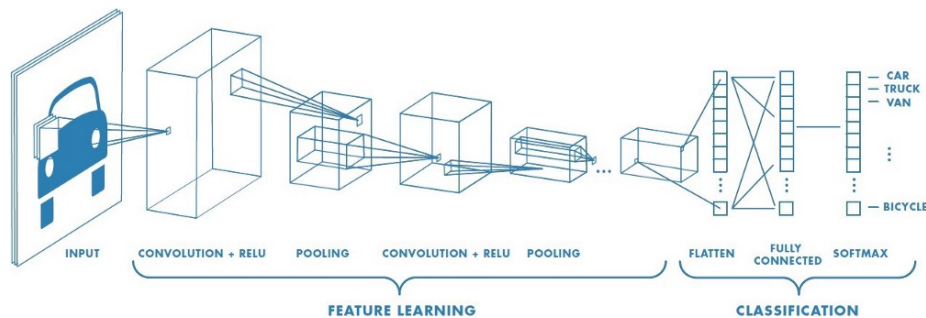 CAR
TRUCK
VAN
BICYCLE
INPUT
CONVOLUTION + RELU
POOLING
CONVOLUTION + RELU
POOLING
FLATTEN
FULLY
CONNECTED
SOFTMAX
FEATURE LEARNING
CLASSIFICATION